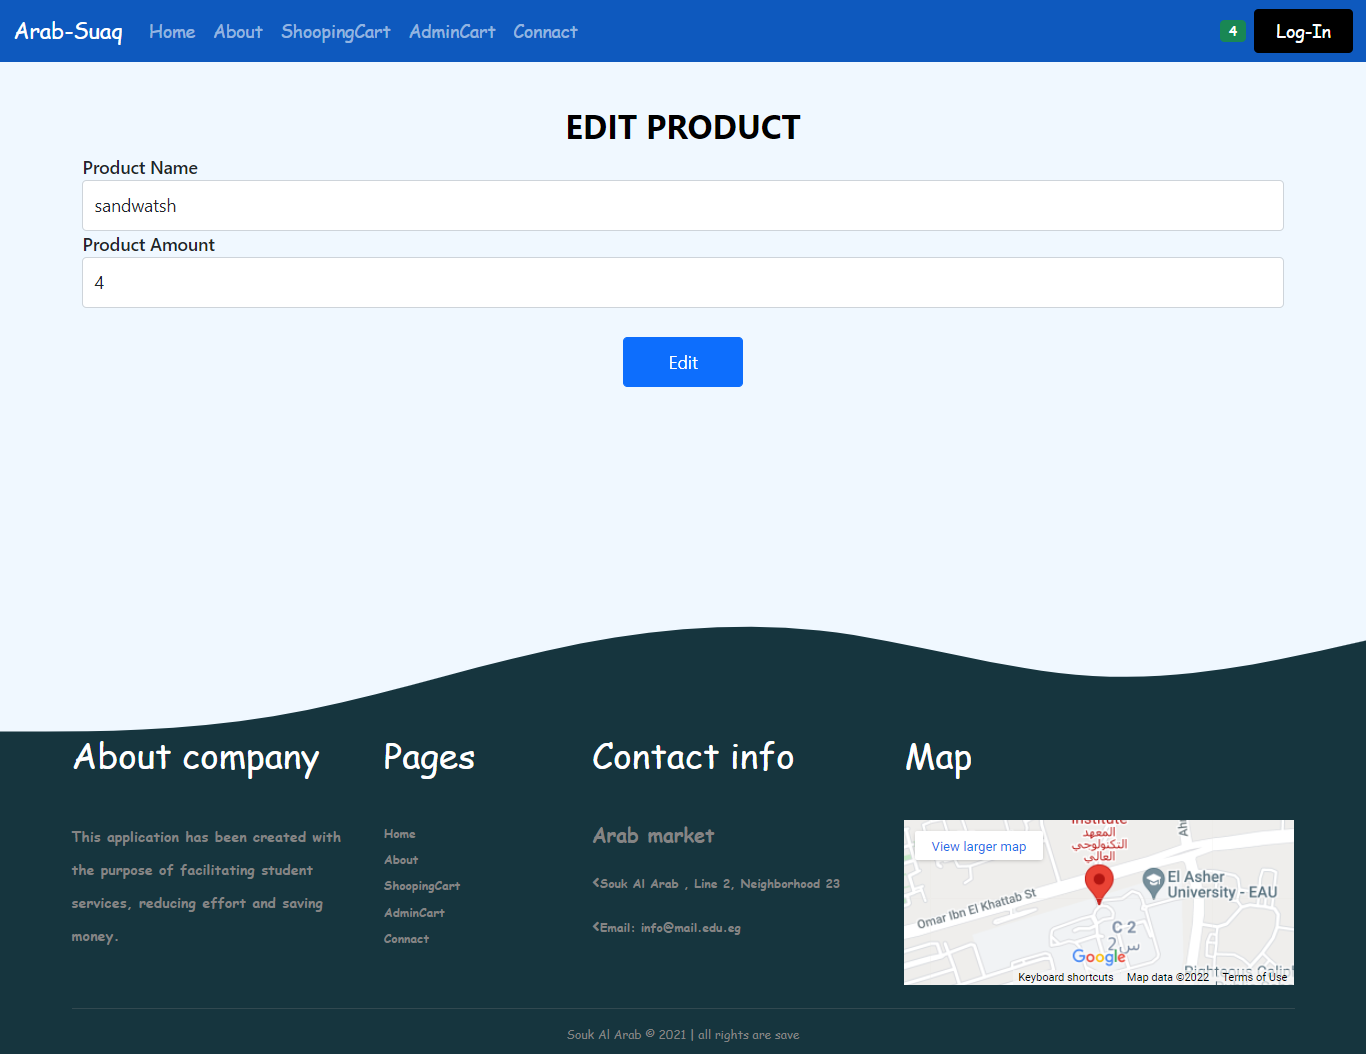 Arab-Suaq Home About ShoopingCart AdminCart Connact 4 Log-In
EDIT PRODUCT
Product Name
sandwatsh
Product Amount
4
Edit
About company
This application has been created with
the purpose of facilitating student
services, reducing effort and saving
money.
Pages
Home
About
ShoopingCart
AdminCart
Connact
Contact info
Arab market
<Souk Al Arab , Line 2, Neighborhood 23
<Email: info@mail.edu.eg
Map
View larger map
Institute
المعهد
التكنولوجي
العالي
El Asher
University - EAU
Omar Ibn El Khattab St
C 2
س 2
Google
Keyboard shortcuts Map data ©2022 Terms of Use
Souk Al Arab © 2021 | all rights are save